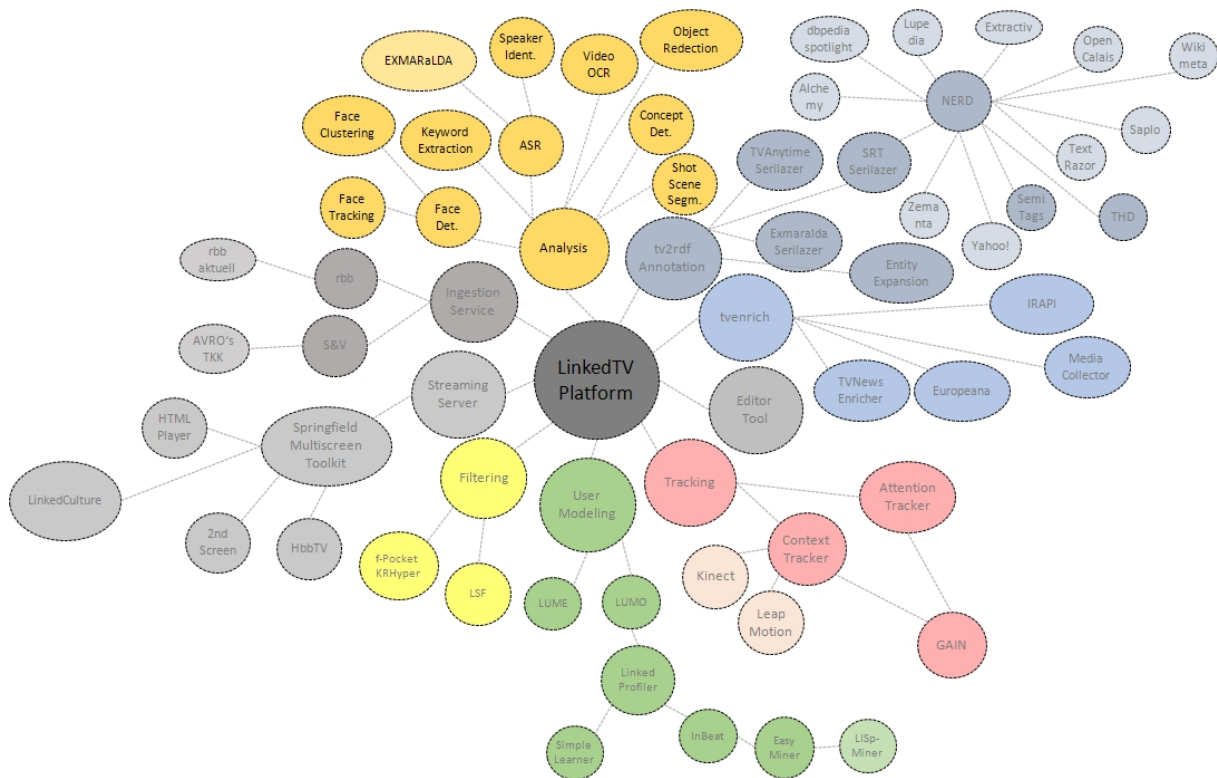 EXMARaLDA
Speaker
Ident.
Video
OCR
Object
Redection
Face
Clustering
Keyword
Extraction
ASR
Concept
Det.
Face
Tracking
Face
Det.
Shot
Scene
Segm.
Analysis
dbpedia
spotlight
Lupe
dia
Extractiv
Open
Calais
Wiki
meta
Alche
my
NERD
Saplo
TVAnytime
Serilazer
SRT
Serilazer
Text
Razor
Zema
nta
Semi
Tags
THD
Yahoo!
tv2rdf
Annotation
Exmaralda
Serilazer
Entity
Expansion
rbb
aktuell
rbb
Ingestion
Service
AVRO's
TKK
S&V
tvenrich
IRAPI
Media
Collector
TVNews
Enricher
Europeana
LinkedTV
Platform
Streaming
Server
Editor
Tool
HTML
Player
Springfield
Multiscreen
Toolkit
LinkedCulture
2nd
Screen
HbbTV
Filtering
f-Pocket
KRHyper
LSF
User
Modeling
LUME
LUMO
Linked
Profiler
Simple
Learner
InBeat
Easy
Miner
LISp-
Miner
Tracking
Attention
Tracker
Context
Tracker
Kinect
Leap
Motion
GAIN